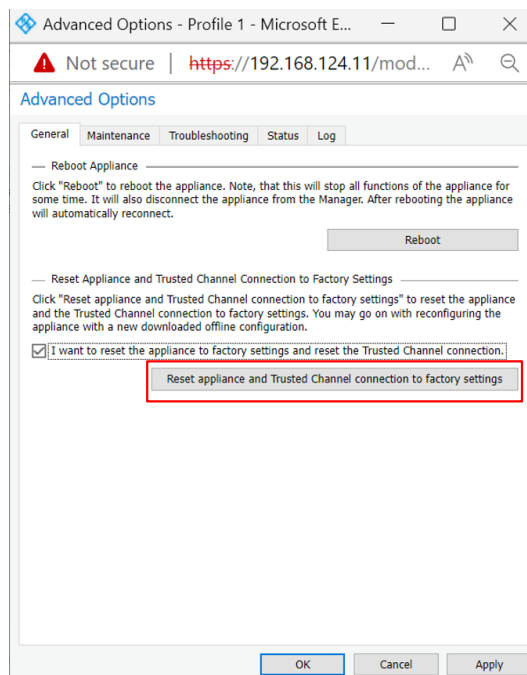 Advanced Options - Profile 1 - Microsoft E...
Not secure | https://192.168.124.11/mod...
Advanced Options
General Maintenance Troubleshooting Status Log
Reboot Appliance
Click "Reboot" to reboot the appliance. Note, that this will stop all functions of the appliance for
some time. It will also disconnect the appliance from the Manager. After rebooting the appliance
will automatically reconnect.
Reboot
Reset Appliance and Trusted Channel Connection to Factory Settings
Click "Reset appliance and Trusted Channel connection to factory settings" to reset the appliance
and the Trusted Channel connection to factory settings. You may go on with reconfiguring the
appliance with a new downloaded offline configuration.
I want to reset the appliance to factory settings and reset the Trusted Channel connection.
Reset appliance and Trusted Channel connection to factory settings
OK Cancel Apply